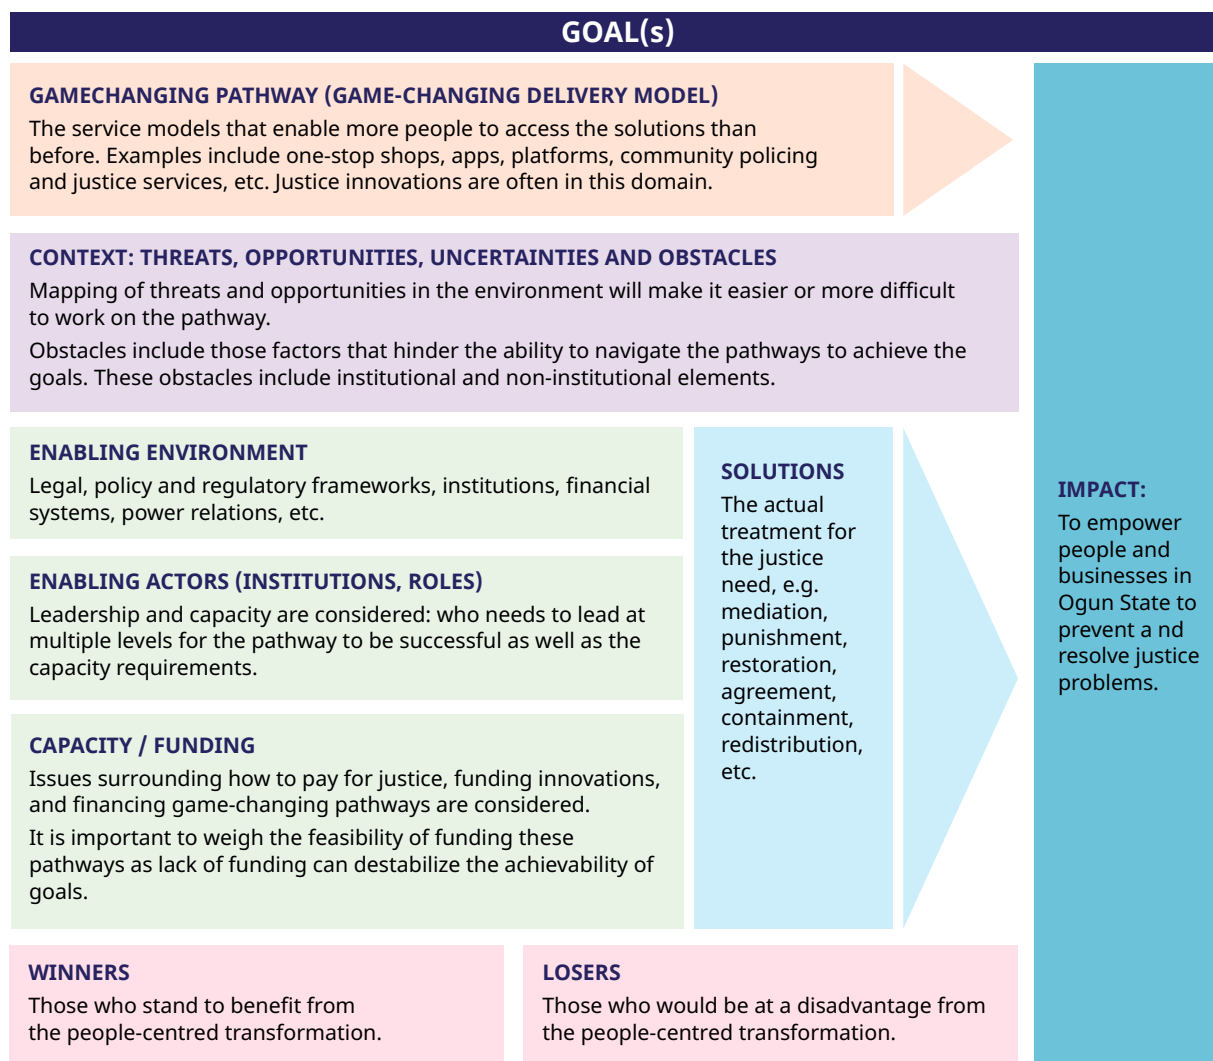 GOAL(s)
GAMECHANGING PATHWAY (GAME-CHANGING DELIVERY MODEL)
The service models that enable more people to access the solutions than
before. Examples include one-stop shops, apps, platforms, community policing
and justice services, etc. Justice innovations are often in this domain.
CONTEXT: THREATS, OPPORTUNITIES, UNCERTAINTIES AND OBSTACLES
Mapping of threats and opportunities in the environment will make it easier or more difficult
to work on the pathway.
Obstacles include those factors that hinder the ability to navigate the pathways to achieve the
goals. These obstacles include institutional and non-institutional elements.
ENABLING ENVIRONMENT
Legal, policy and regulatory frameworks, institutions, financial
systems, power relations, etc.
ENABLING ACTORS (INSTITUTIONS, ROLES)
Leadership and capacity are considered: who needs to lead at
multiple levels for the pathway to be successful as well as the
capacity requirements.
CAPACITY / FUNDING
Issues surrounding how to pay for justice, funding innovations,
and financing game-changing pathways are considered.
It is important to weigh the feasibility of funding these
pathways as lack of funding can destabilize the achievability of
goals.
SOLUTIONS
The actual
treatment for
the justice
need, e.g.
mediation,
punishment,
restoration,
agreement,
containment,
redistribution,
etc.
IMPACT:
To empower
people and
businesses in
Ogun State to
prevent a nd
resolve justice
problems.
WINNERS
Those who stand to benefit from
the people-centred transformation.
LOSERS
Those who would be at a disadvantage from
the people-centred transformation.